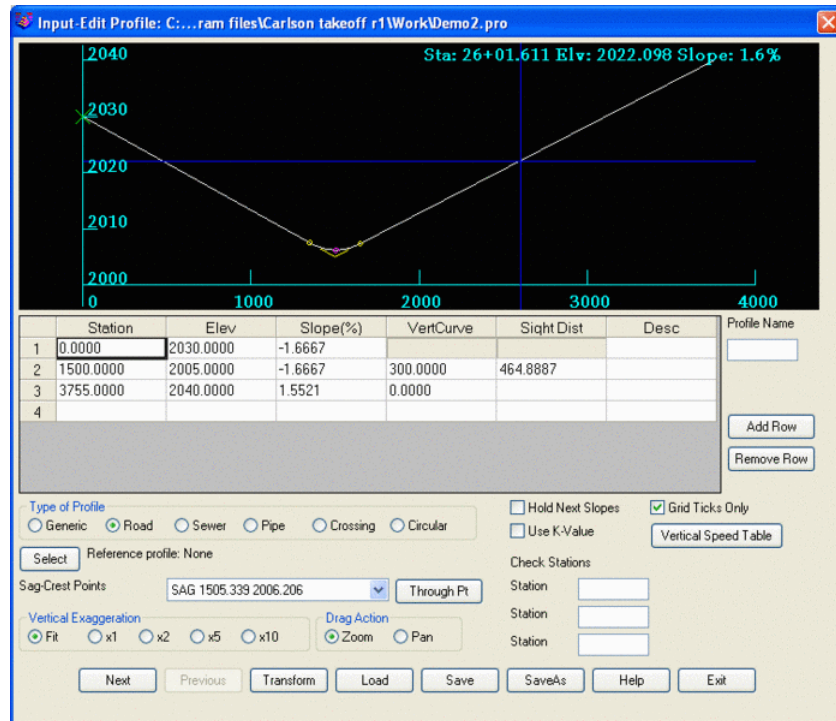 Input-Edit Profile: C:...ram files\Carlson takeoff r1\Work\Demo2.pro
2040 Sta: 26+01.611 Elv: 2022.098 Slope: 1.6%
2030
2020
2010
2000
0 1000 2000 3000 4000
Station Elev Slope(%) VertCurve Sight Dist Desc Profile Name
1 0.0000 2030.0000 -1.6667
2 1500.0000 2005.0000 -1.6667 300.0000 464.8887
3 3755.0000 2040.0000 1.5521 0.0000
4
Add Row
Remove Row
Type of Profile
Generic Road Sewer Pipe Crossing Circular
Hold Next Slopes Grid Ticks Only
Use K-Value Vertical Speed Table
Select Reference profile: None
Check Stations
Sag-Crest Points SAG 1505.339 2006.206 Through Pt
Station
Station
Station
Vertical Exaggeration Drag Action
Fit x1 x2 x5 x10 Zoom Pan
Next Previous Transform Load Save SaveAs Help Exit